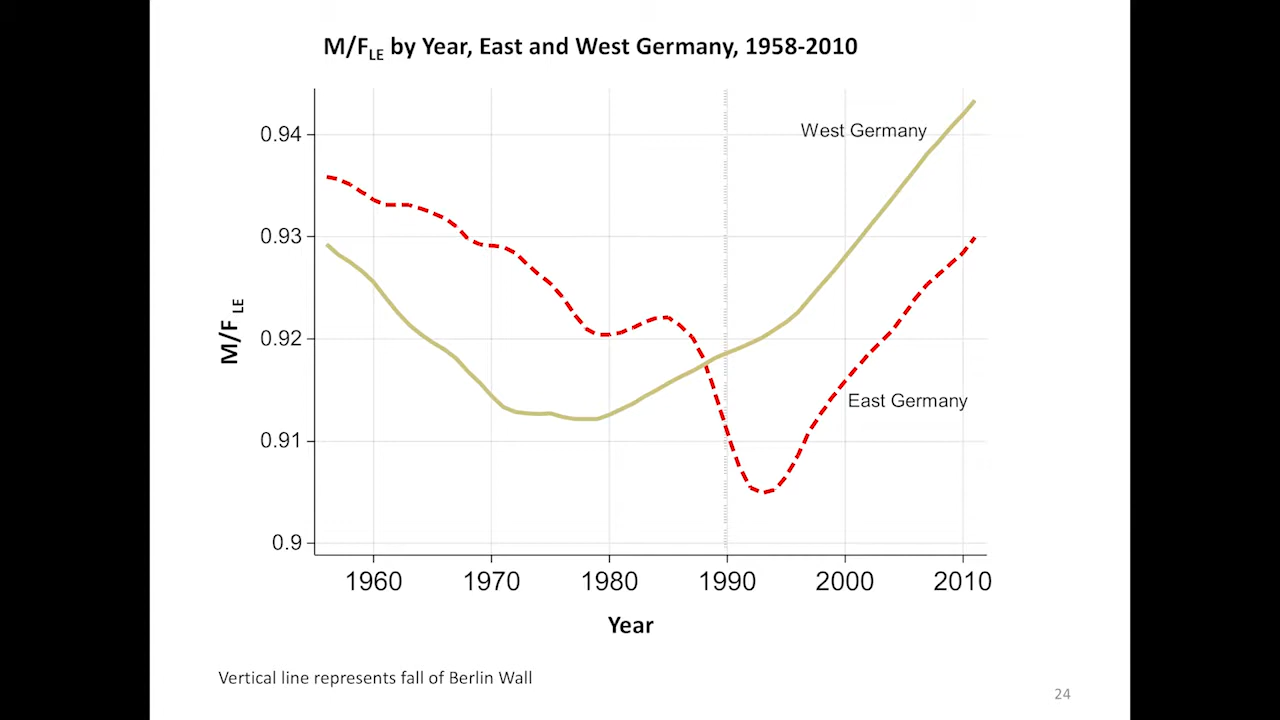 M/FLE by Year, East and West Germany, 1958-2010
0.94
0.93
0.92
0.91
0.9
M/F LE
West Germany
East Germany
1960 1970 1980 1990 2000 2010
Year
Vertical line represents fall of Berlin Wall
24